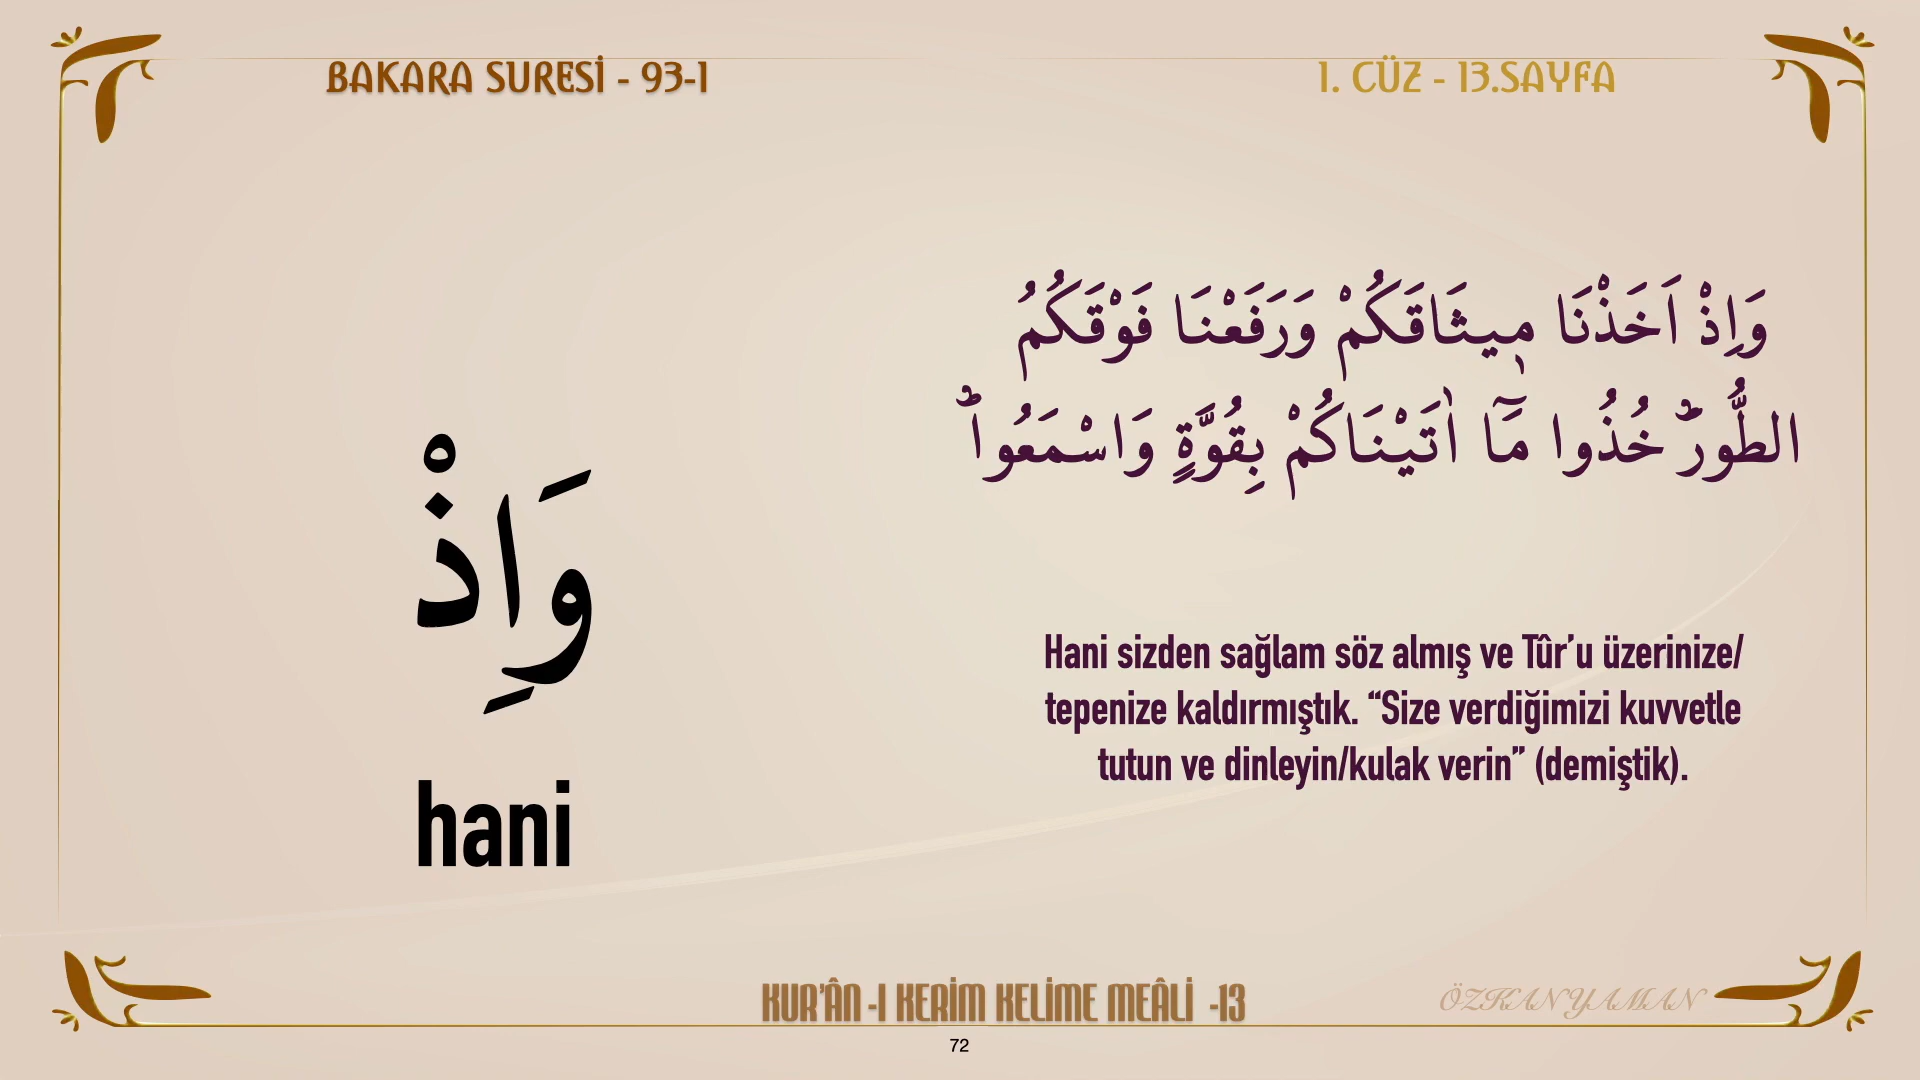 BAKARA SURESİ - 93-1
1. CÜZ - 13.SAYFA
وَاِذْ اَخَذْنَا م۪يثَاقَكُمْ وَرَفَعْنَا فَوْقَكُمُ
الطُّورَۜ خُذُوا مَٓا اٰتَيْنَاكُمْ بِقُوَّةٍ وَاسْمَعُواۜ
وَاِذْ
hani
Hani sizden sağlam söz almış ve Tûr’u üzerinize/
tepenize kaldırmıştık. “Size verdiğimizi kuvvetle
tutun ve dinleyin/kulak verin” (demiştik).
KUR’ÂN -I KERİM KELİME MEÂLİ -13
ÖZKAN YAMAN
72